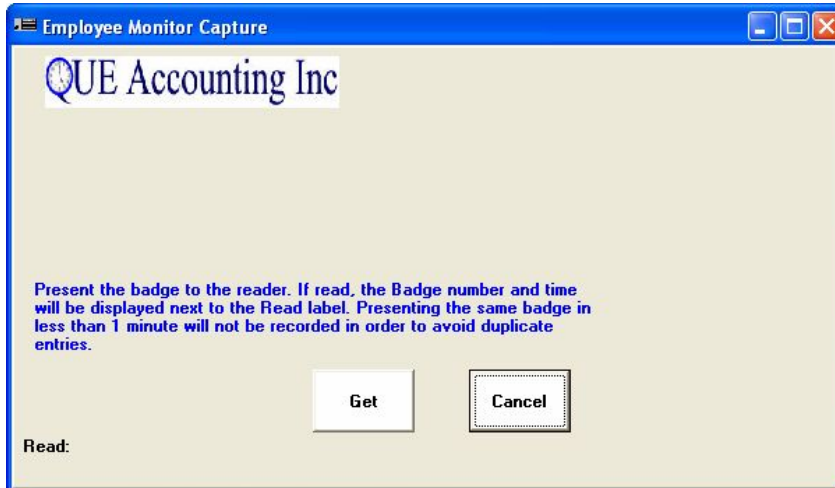 Employee Monitor Capture
QUE Accounting Inc
Present the badge to the reader. If read, the Badge number and time
will be displayed next to the Read label. Presenting the same badge in
less than 1 minute will not be recorded in order to avoid duplicate
entries.
Get
Cancel
Read: